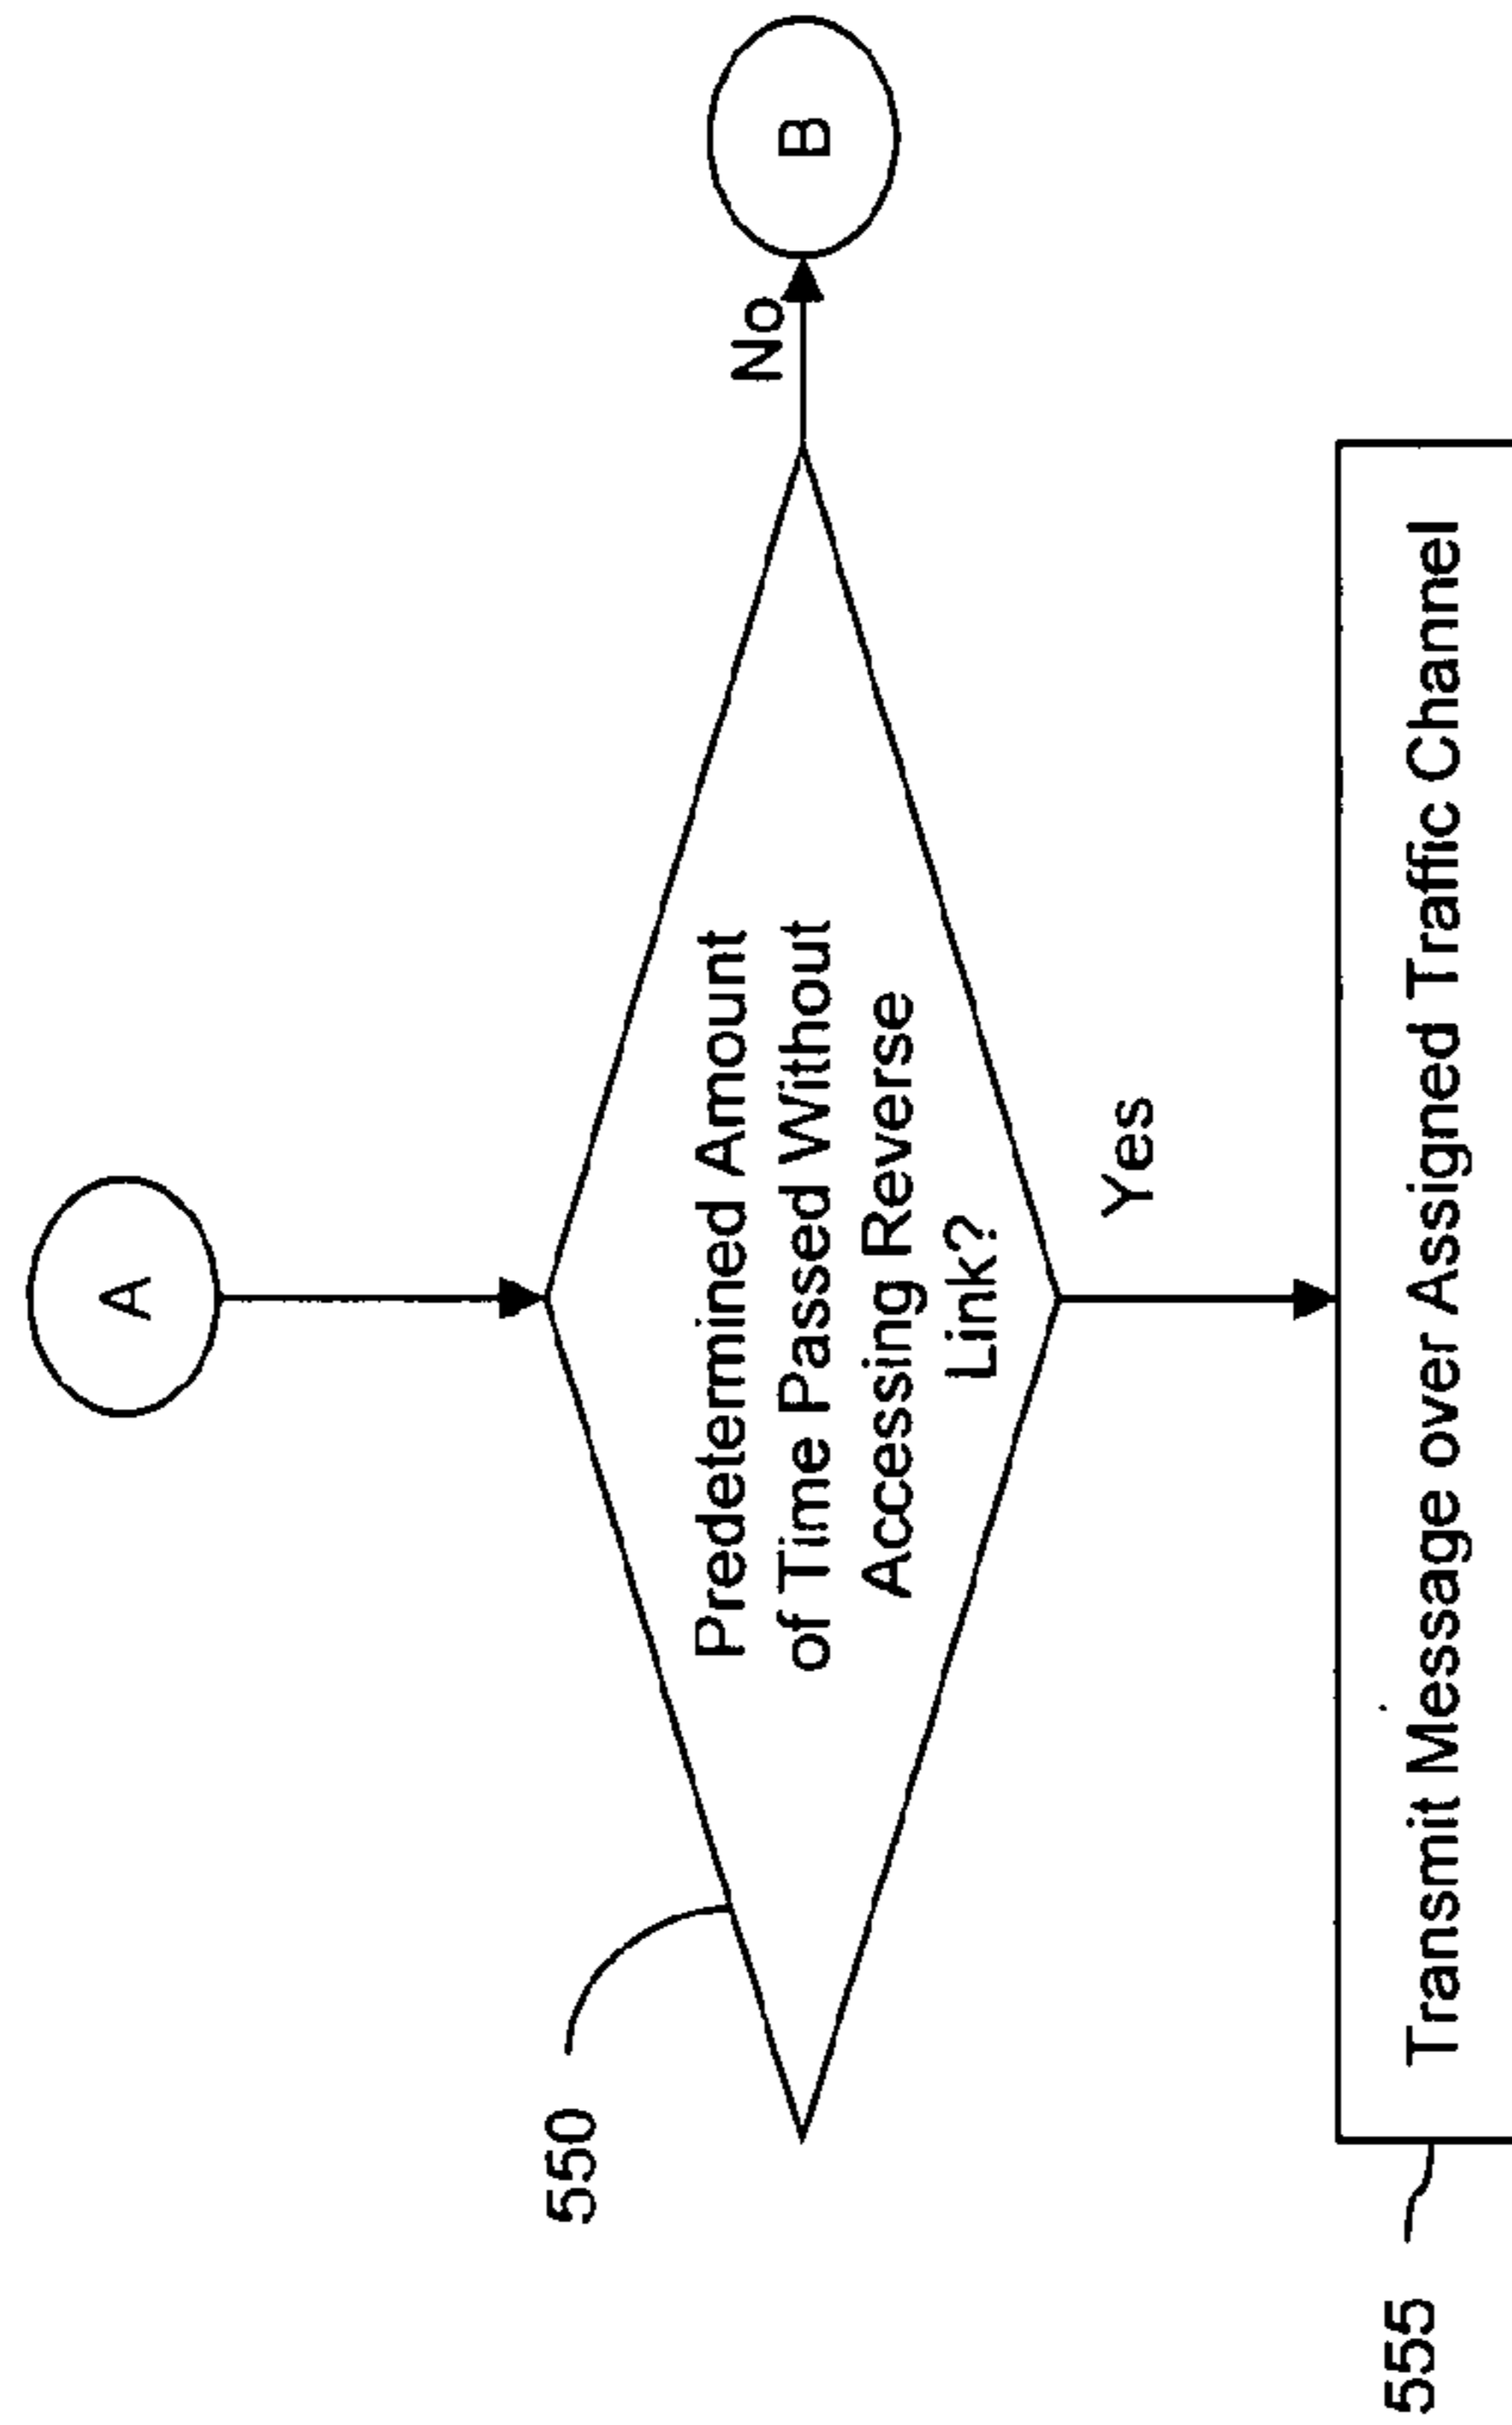 A
550
Predetermined Amount
of Time Passed Without
Accessing Reverse
Link?
No
B
Yes
555
Transmit Message over Assigned Traffic Channel